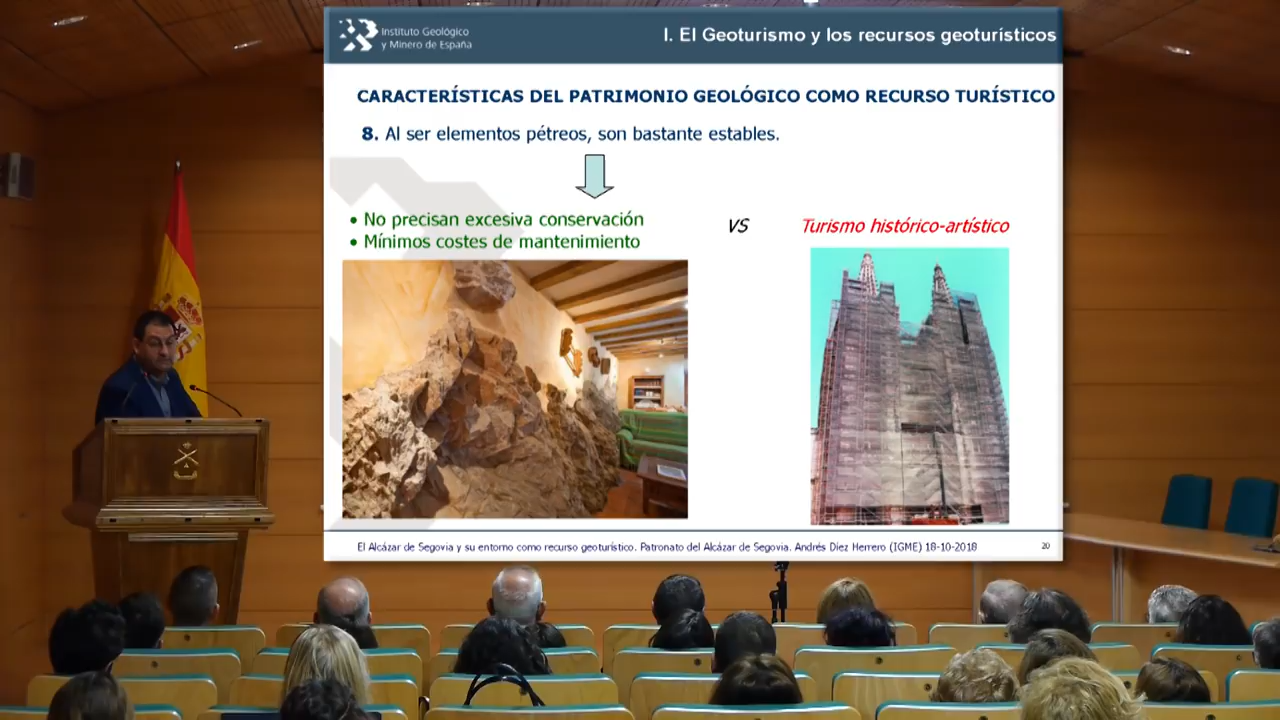 Instituto Geológico
y Minero de España
I. El Geoturismo y los recursos geoturísticos
CARACTERÍSTICAS DEL PATRIMONIO GEOLÓGICO COMO RECURSO TURÍSTICO
8. Al ser elementos pétreos, son bastante estables.
• No precisan excesiva conservación
• Mínimos costes de mantenimiento
VS
Turismo histórico-artístico
El Alcázar de Segovia y su entorno como recurso geoturístico. Patronato del Alcázar de Segovia. Andrés Díez Herrero (IGME) 18-10-2018
20